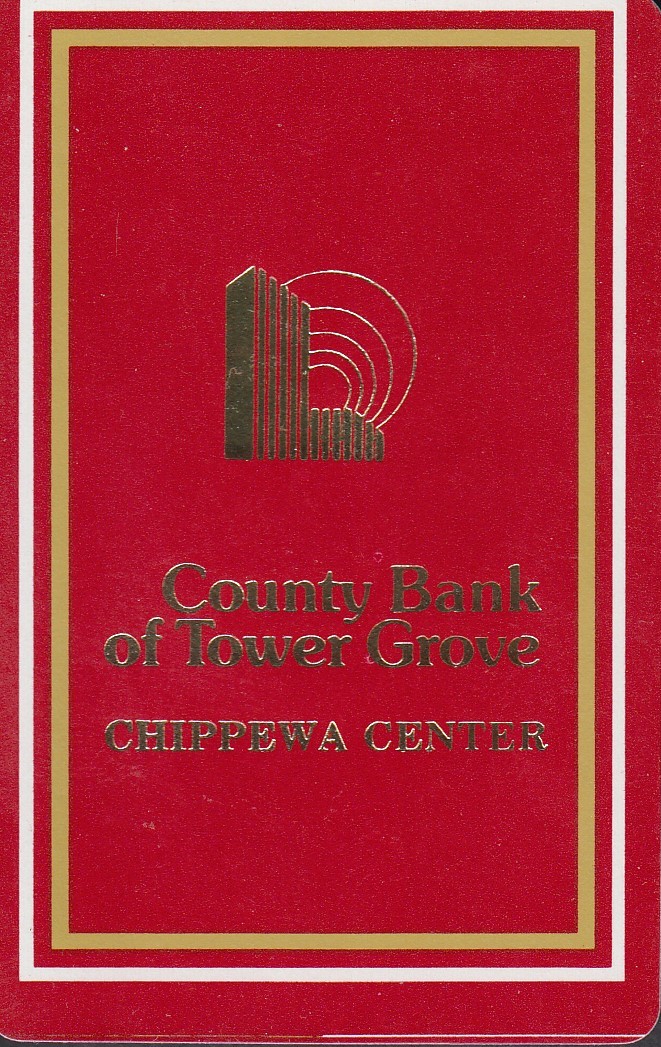 County Bank
of Tower Grove
CHIPPEWA CENTER